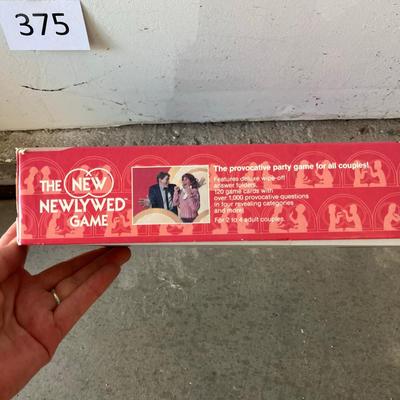 375
THE NEW
NEWLYWED
GAME
The provocative party game for all couples!
Features deluxe wipe-off
answer folders,
120 game cards with
over 1,000 provocative questions
in four revealing categories
and more!
For 2 to 4 adult couples.